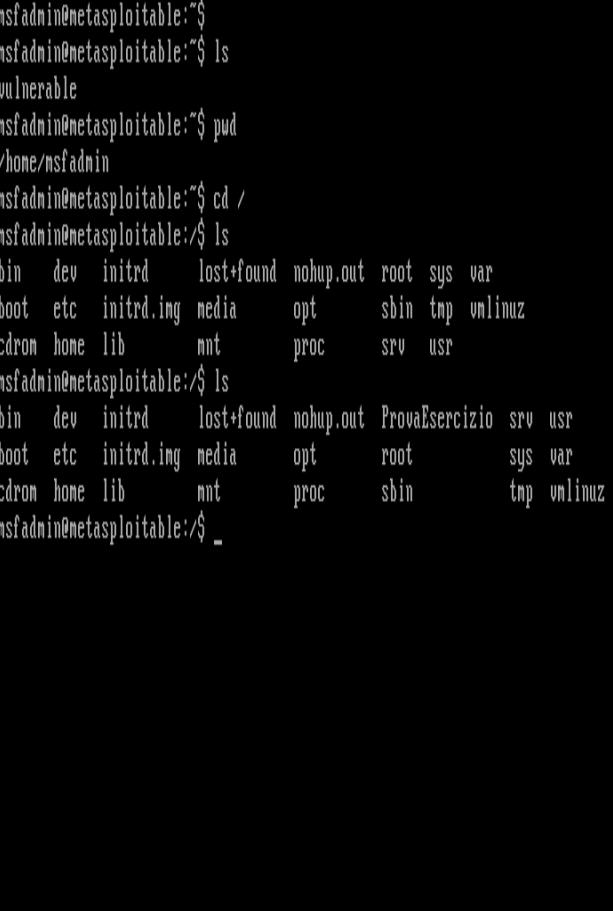 msfadmin@metasploitable:~$
msfadmin@metasploitable:~$ ls
vulnerable
msfadmin@metasploitable:~$ pwd
/home/msfadmin
msfadmin@metasploitable:~$ cd /
msfadmin@metasploitable:/$ ls
bin dev initrd lost+found nohup.out root sys var
boot etc initrd.img media opt sbin tmp vmlinuz
cdrom home lib mnt proc srv usr
msfadmin@metasploitable:/$ ls
bin dev initrd lost+found nohup.out ProvaEsercizio srv usr
boot etc initrd.img media opt root sys var
cdrom home lib mnt proc sbin tmp vmlinuz
msfadmin@metasploitable:/$ _